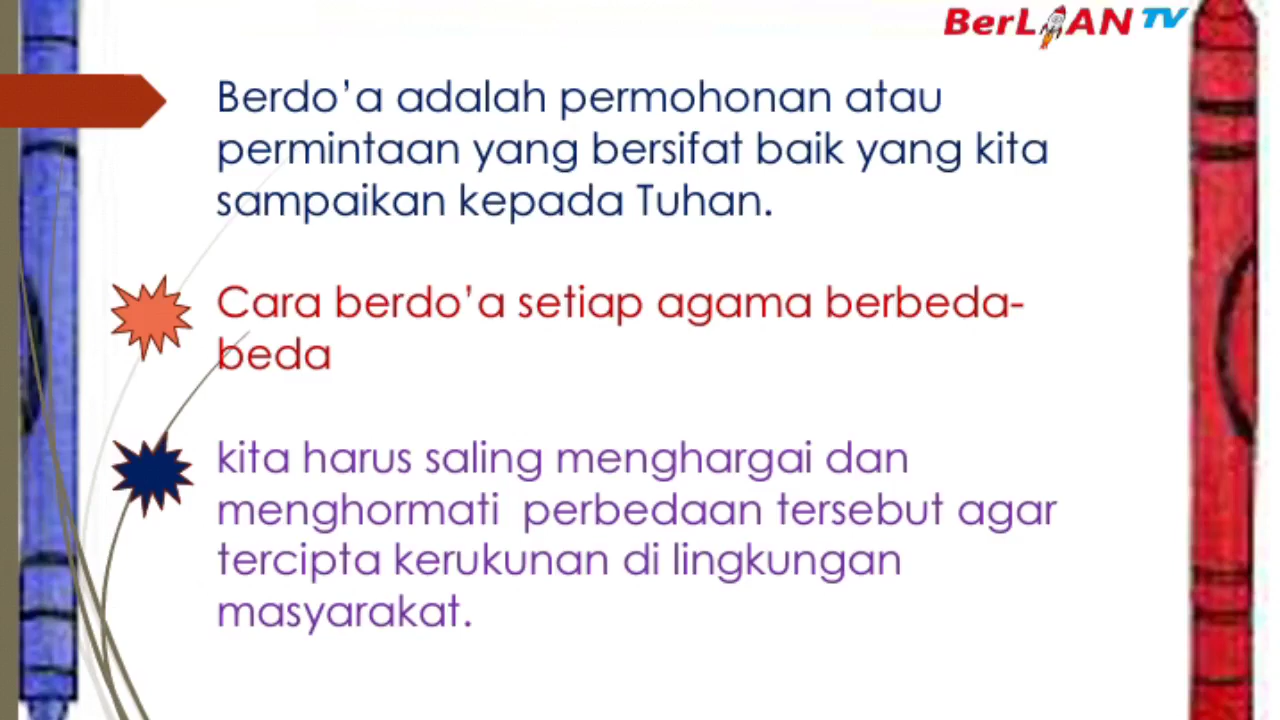 BerLiAN TV
Berdo’a adalah permohonan atau
permintaan yang bersifat baik yang kita
sampaikan kepada Tuhan.
Cara berdo’a setiap agama berbeda-
beda
kita harus saling menghargai dan
menghormati  perbedaan tersebut agar
tercipta kerukunan di lingkungan
masyarakat.